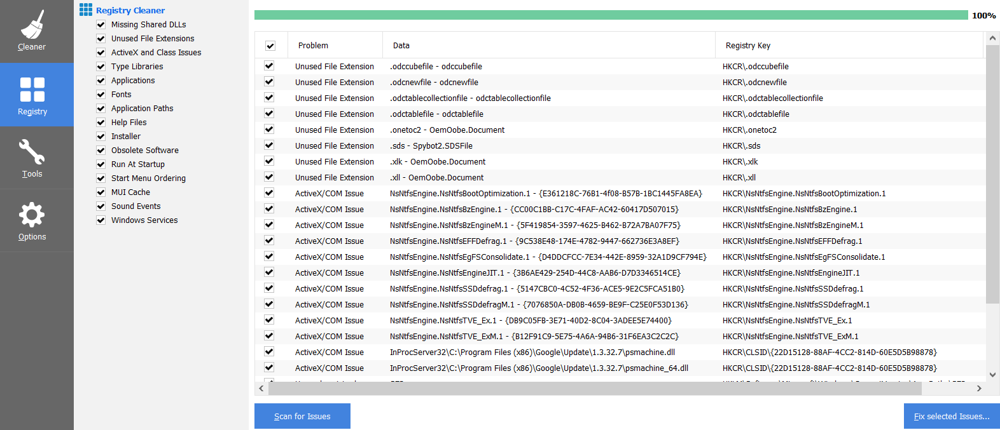 Cleaner
Registry
Tools
Options
Registry Cleaner
Missing Shared DLLs
Unused File Extensions
ActiveX and Class Issues
Type Libraries
Applications
Fonts
Application Paths
Help Files
Installer
Obsolete Software
Run At Startup
Start Menu Ordering
MUI Cache
Sound Events
Windows Services
100%
Problem Data Registry Key
Unused File Extension .odccubefile - odccubefile HKCR\.odccubefile
Unused File Extension .odcnewfile - odcnewfile HKCR\.odcnewfile
Unused File Extension .odctablecollectionfile - odctablecollectionfile HKCR\.odctablecollectionfile
Unused File Extension .odctablefile - odctablefile HKCR\.odctablefile
Unused File Extension .onetoc2 - OemOobe.Document HKCR\.onetoc2
Unused File Extension .sds - Spybot2.SDSFile HKCR\.sds
Unused File Extension .xlk - OemOobe.Document HKCR\.xlk
Unused File Extension .xll - OemOobe.Document HKCR\.xll
ActiveX/COM Issue NsNtfsEngine.NsNtfsBootOptimization.1 - {E361218C-76B1-4f08-B57B-1BC1445FA8EA} HKCR\NsNtfsEngine.NsNtfsBootOptimization.1
ActiveX/COM Issue NsNtfsEngine.NsNtfsBzEngine.1 - {CC00C1BB-C17C-4FAF-AC42-60417D507015} HKCR\NsNtfsEngine.NsNtfsBzEngine.1
ActiveX/COM Issue NsNtfsEngine.NsNtfsBzEngineM.1 - {5F419854-3597-4625-B462-B72A7BA07F75} HKCR\NsNtfsEngine.NsNtfsBzEngineM.1
ActiveX/COM Issue NsNtfsEngine.NsNtfsEFFDefrag.1 - {9C538E48-174E-4782-9447-662736E3A8EF} HKCR\NsNtfsEngine.NsNtfsEFFDefrag.1
ActiveX/COM Issue NsNtfsEngine.NsNtfsEgFSConsolidate.1 - {D4DDCFCC-7E34-442E-8959-32A1D9CF794E} HKCR\NsNtfsEngine.NsNtfsEgFSConsolidate.1
ActiveX/COM Issue NsNtfsEngine.NsNtfsEngineJIT.1 - {3B6AE429-254D-44C8-AAB6-D7D3346514CE} HKCR\NsNtfsEngine.NsNtfsEngineJIT.1
ActiveX/COM Issue NsNtfsEngine.NsNtfsSSDdefrag.1 - {5147CBC0-4C52-4F36-ACE5-9E2C5FCA51B0} HKCR\NsNtfsEngine.NsNtfsSSDdefrag.1
ActiveX/COM Issue NsNtfsEngine.NsNtfsSSDdefragM.1 - {7076850A-DB0B-4659-BE9F-C25E0F53D136} HKCR\NsNtfsEngine.NsNtfsSSDdefragM.1
ActiveX/COM Issue NsNtfsEngine.NsNtfsTVE_Ex.1 - {DB9C05FB-3E71-40D2-8C04-3ADEE5E74400} HKCR\NsNtfsEngine.NsNtfsTVE_Ex.1
ActiveX/COM Issue NsNtfsEngine.NsNtfsTVE_ExM.1 - {B12F91C9-5E75-4A6A-94B6-31F6EA3C2C2C} HKCR\NsNtfsEngine.NsNtfsTVE_ExM.1
ActiveX/COM Issue InProcServer32\C:\Program Files (x86)\Google\Update\1.3.32.7\psmachine.dll HKCR\CLSID\{22D15128-88AF-4CC2-814D-60E5D5B98878}
ActiveX/COM Issue InProcServer32\C:\Program Files (x86)\Google\Update\1.3.32.7\psmachine_64.dll HKCR\CLSID\{22D15128-88AF-4CC2-814D-60E5D5B98878}
Scan for Issues
Fix selected Issues...